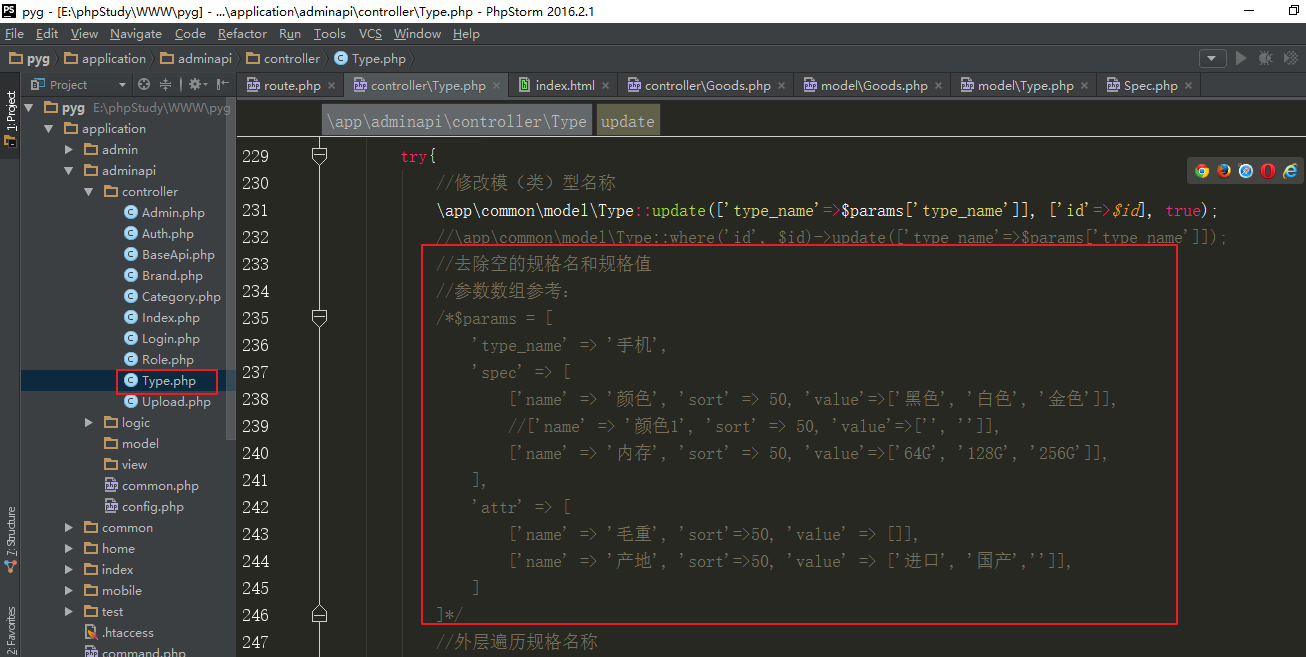 PS pyg - [E:\phpStudy\WWW\pyg] - ...\application\adminapi\controller\Type.php - PhpStorm 2016.2.1
File Edit View Navigate Code Refactor Run Tools VCS Window Help
pyg application adminapi controller Type.php
Project route.php controller\Type.php index.html controller\Goods.php model\Goods.php model\Type.php Spec.php
1: Project
7: Structure
2: Favorites
pyg E:\phpStudy\WWW\pyg
application
admin
adminapi
controller
Admin.php
Auth.php
BaseApi.php
Brand.php
Category.php
Index.php
Login.php
Role.php
Type.php
Upload.php
logic
model
view
common.php
config.php
common
home
index
mobile
test
.htaccess
command.php
\app\adminapi\controller\Type update
229 try{
230 //修改模（类）型名称
231 \app\common\model\Type::update(['type_name'=>$params['type_name']], ['id'=>$id], true);
232 //\app\common\model\Type::where('id', $id)->update(['type_name'=>$params['type_name']]);
233 //去除空的规格名和规格值
234 //参数数组参考：
235 /*$params = [
236 'type_name' => '手机',
237 'spec' => [
238 ['name' => '颜色', 'sort' => 50, 'value'=>['黑色', '白色', '金色']],
239 //['name' => '颜色1', 'sort' => 50, 'value'=>['', '']],
240 ['name' => '内存', 'sort' => 50, 'value'=>['64G', '128G', '256G']],
241 ],
242 'attr' => [
243 ['name' => '毛重', 'sort'=>50, 'value' => []],
244 ['name' => '产地', 'sort'=>50, 'value' => ['进口', '国产','']],
245 ]
246 ]*/
247 //外层遍历规格名称